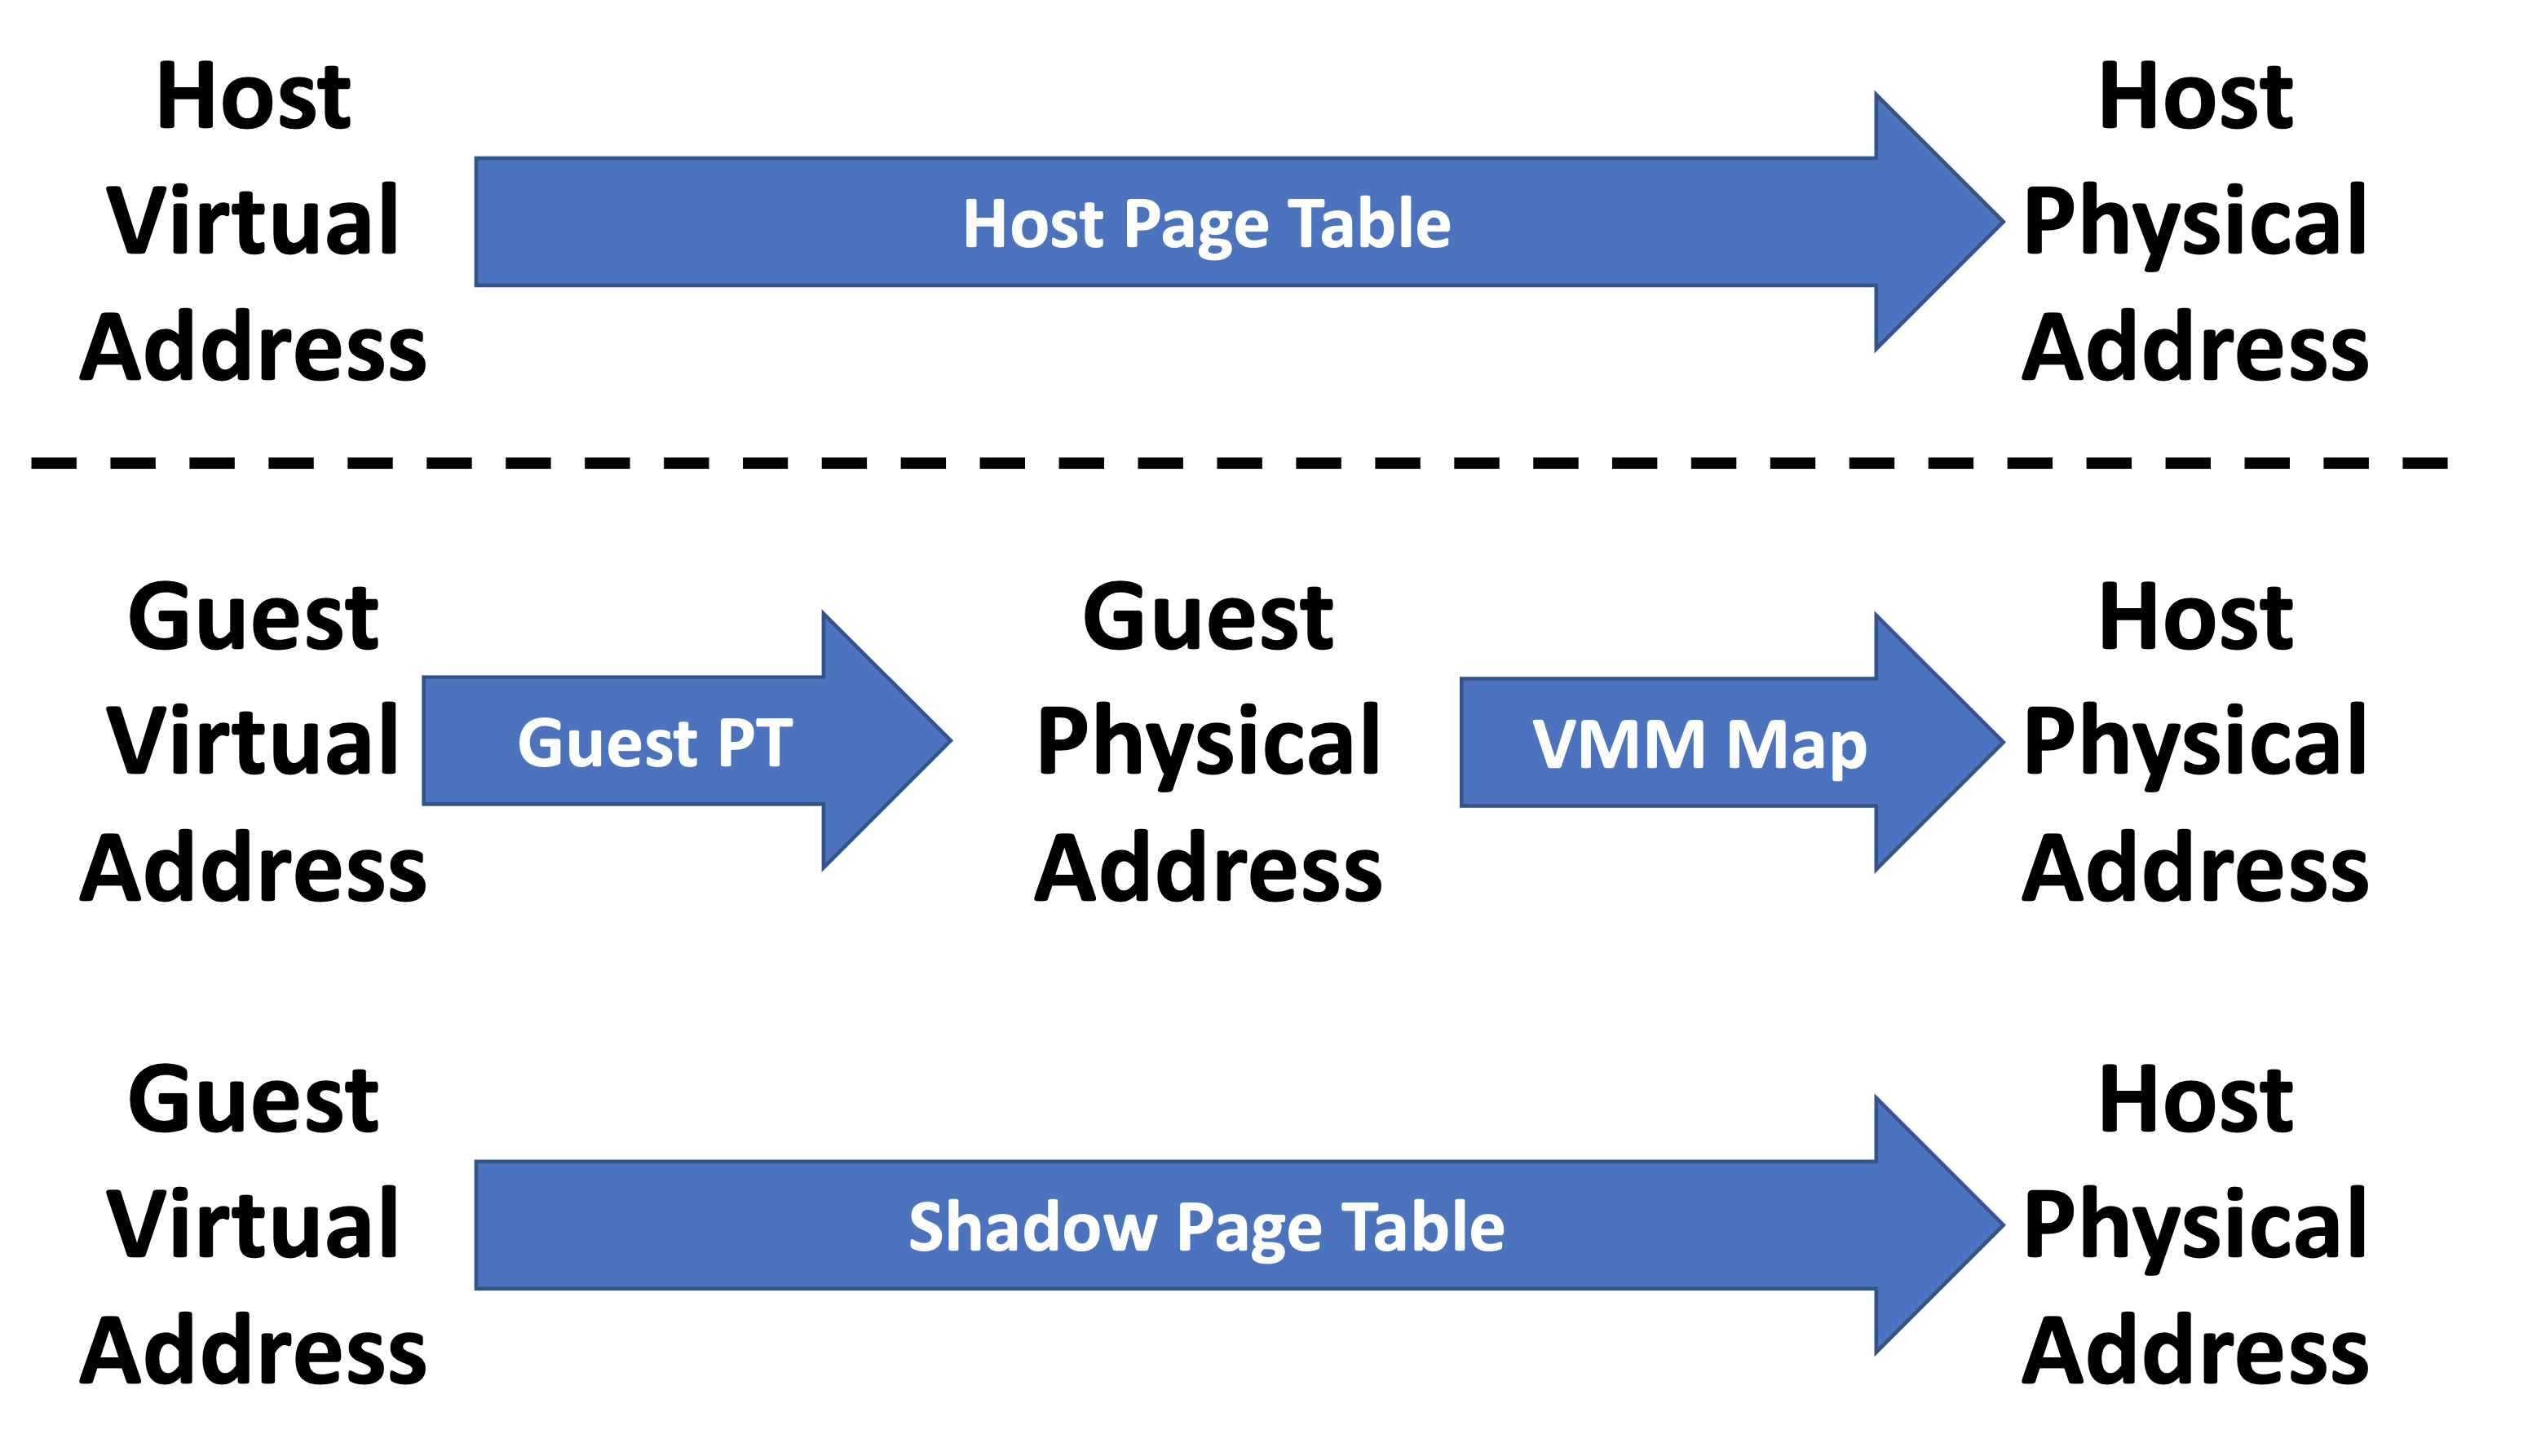 Host
Virtual
Address
Host Page Table
Host
Physical
Address
Guest
Virtual
Address
Guest PT
Guest
Physical
Address
VMM Map
Host
Physical
Address
Guest
Virtual
Address
Shadow Page Table
Host
Physical
Address